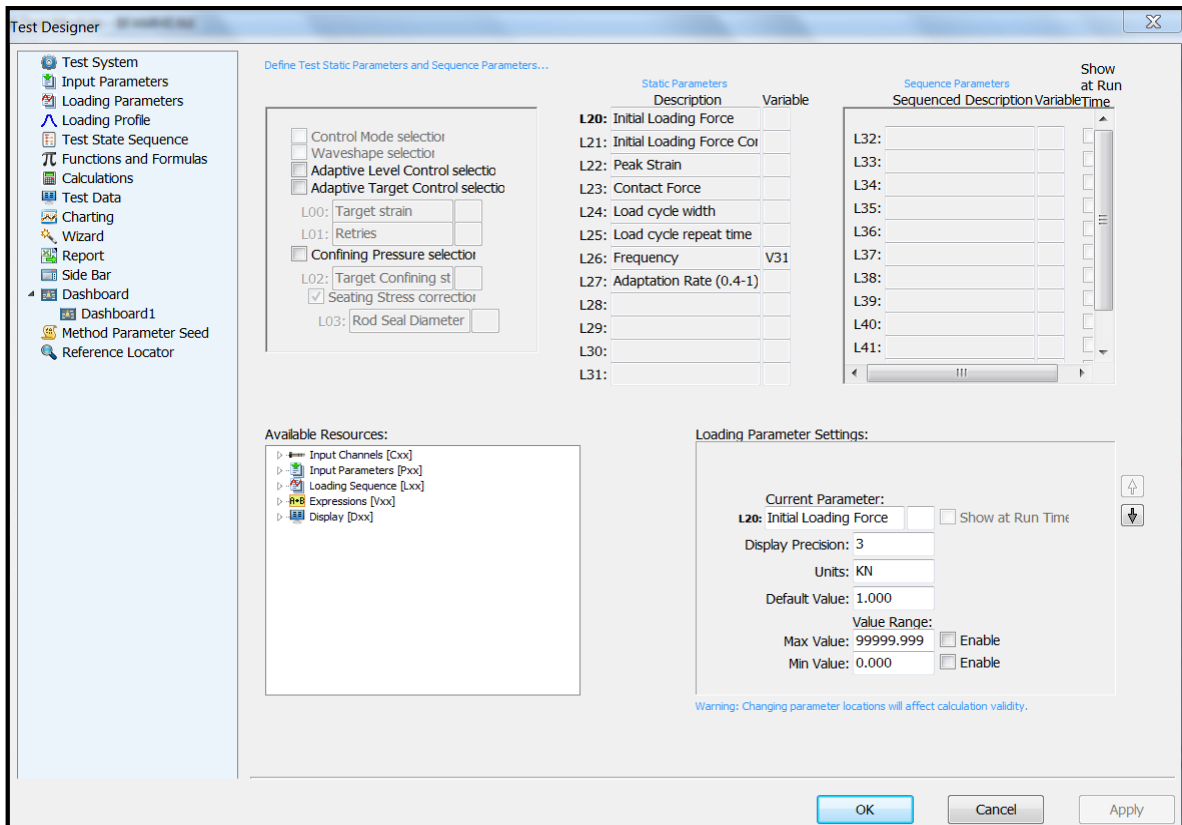 Test Designer
Test System
Input Parameters
Loading Parameters
Loading Profile
Test State Sequence
Functions and Formulas
Calculations
Test Data
Charting
Wizard
Report
Side Bar
Dashboard
Dashboard1
Method Parameter Seed
Reference Locator
Define Test Static Parameters and Sequence Parameters...
Control Mode selection
Waveshape selection
Adaptive Level Control selectio
Adaptive Target Control selectio
L00: Target strain
L01: Retries
Confining Pressure selection
L02: Target Confining st
Seating Stress correction
L03: Rod Seal Diameter
Static Parameters
Description Variable
L20: Initial Loading Force
L21: Initial Loading Force Cor
L22: Peak Strain
L23: Contact Force
L24: Load cycle width
L25: Load cycle repeat time
L26: Frequency V31
L27: Adaptation Rate (0.4-1)
L28:
L29:
L30:
L31:
Sequence Parameters
Show at Run Time
Sequenced Description Variable
L32:
L33:
L34:
L35:
L36:
L37:
L38:
L39:
L40:
L41:
Available Resources:
Input Channels [Cxx]
Input Parameters [Pxx]
Loading Sequence [Lxx]
A+B Expressions [Vxx]
Display [Dxx]
Loading Parameter Settings:
Current Parameter:
L20: Initial Loading Force Show at Run Time
Display Precision: 3
Units: KN
Default Value: 1.000
Value Range:
Max Value: 99999.999 Enable
Min Value: 0.000 Enable
Warning: Changing parameter locations will affect calculation validity.
OK Cancel Apply